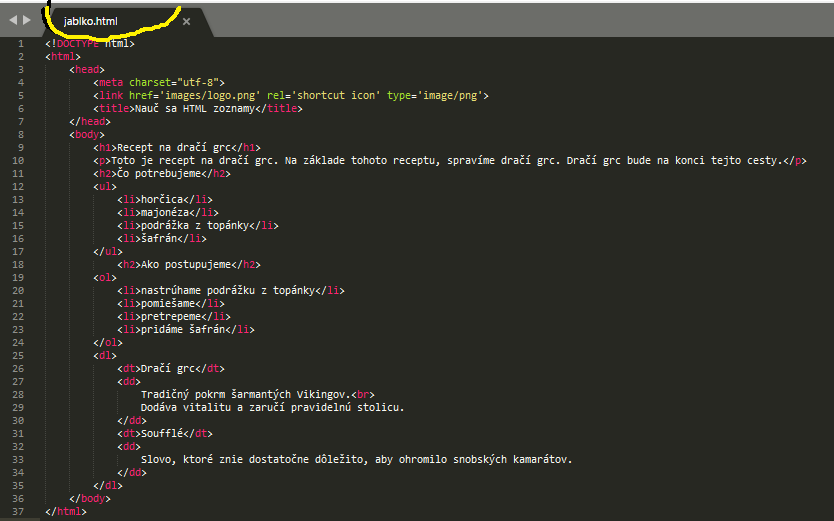 jablko.html
1 <!DOCTYPE html>
2 <html>
3 <head>
4 <meta charset="utf-8">
5 <link href='images/logo.png' rel='shortcut icon' type='image/png'>
6 <title>Nauč sa HTML zoznamy</title>
7 </head>
8 <body>
9 <h1>Recept na dračí grc</h1>
10 <p>Toto je recept na dračí grc. Na základe tohoto receptu, spravíme dračí grc. Dračí grc bude na konci tejto cesty.</p>
11 <h2>Čo potrebujeme</h2>
12 <ul>
13 <li>horčica</li>
14 <li>majonéza</li>
15 <li>podrážka z topánky</li>
16 <li>šafrán</li>
17 </ul>
18 <h2>Ako postupujeme</h2>
19 <ol>
20 <li>nastrúhame podrážku z topánky</li>
21 <li>pomiešame</li>
22 <li>pretrepeme</li>
23 <li>pridáme šafrán</li>
24 </ol>
25 <dl>
26 <dt>Dračí grc</dt>
27 <dd>
28 Tradičný pokrm šarmantých Vikingov.<br>
29 Dodáva vitalitu a zaručí pravidelnú stolicu.
30 </dd>
31 <dt>Soufflé</dt>
32 <dd>
33 Slovo, ktoré znie dostatočne dôležito, aby ohromilo snobských kamarátov.
34 </dd>
35 </dl>
36 </body>
37 </html>